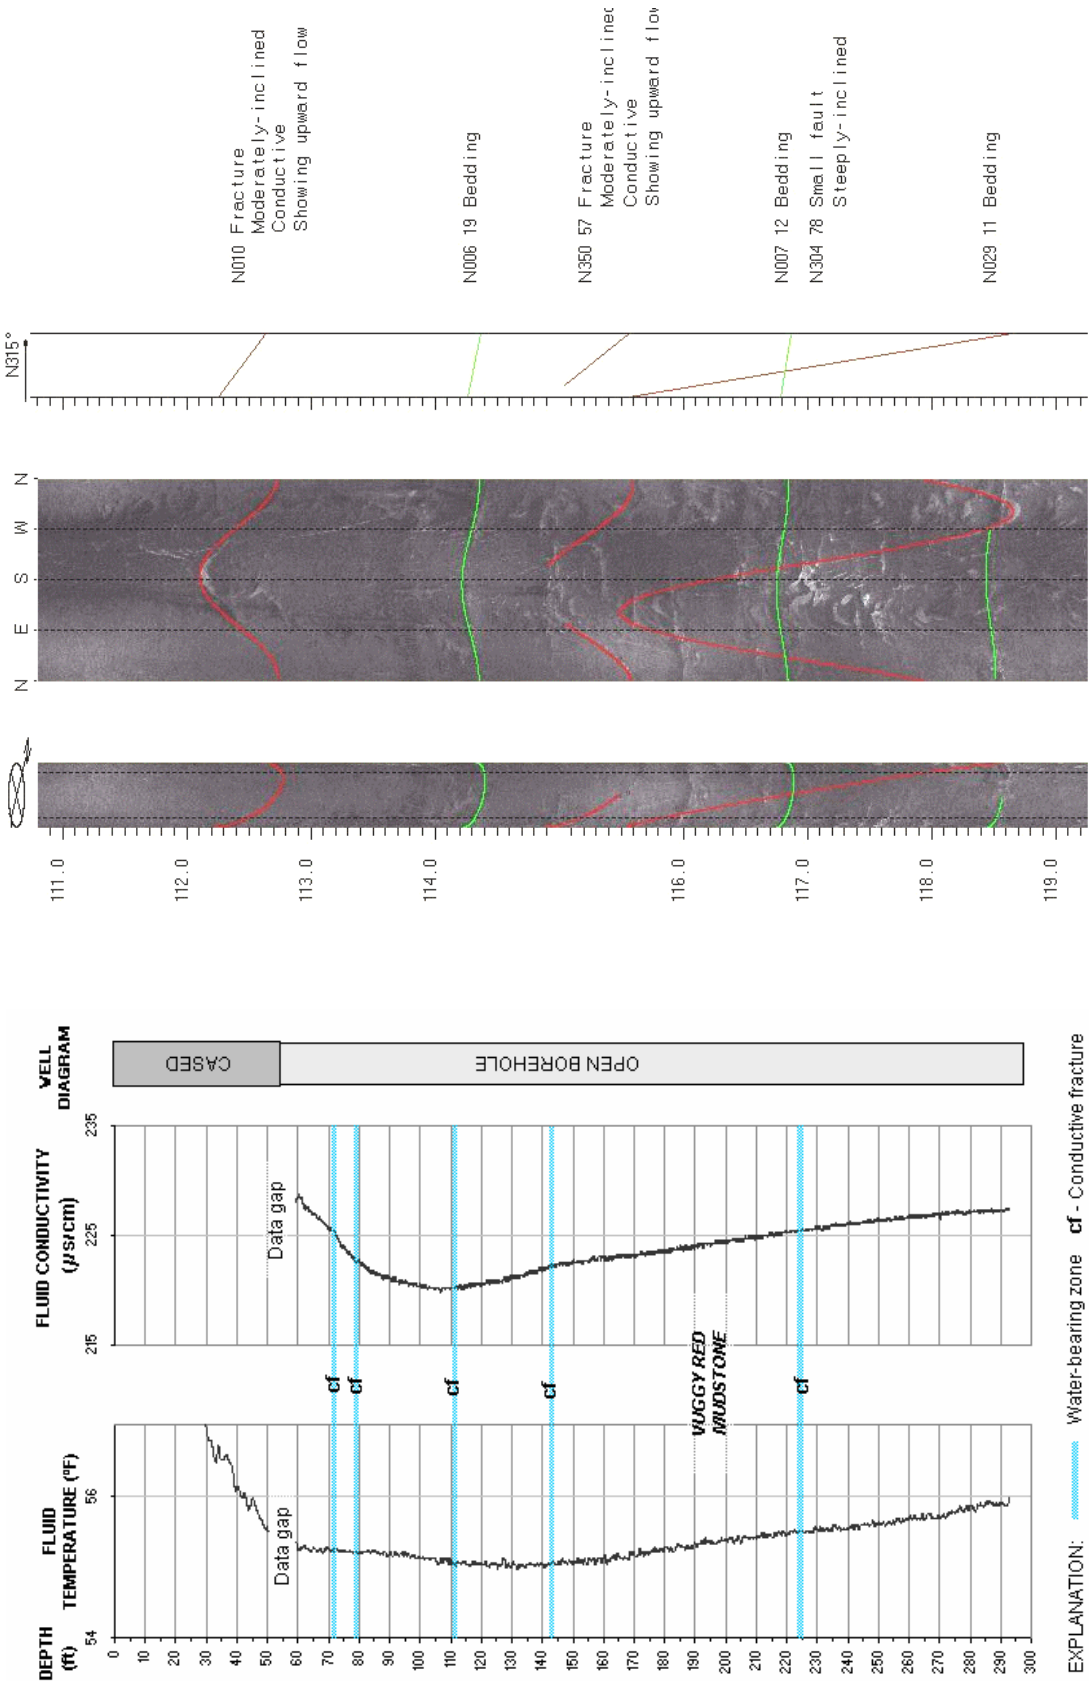 DEPTH
(ft)
FLUID
TEMPERATURE (ºF)
54
56
FLUID CONDUCTIVITY
(µs/cm)
215
225
235
WELL
DIAGRAM
0
10
20
30
40
50
60
70
80
90
100
110
120
130
140
150
160
170
180
190
200
210
220
230
240
250
260
270
280
290
300
Data gap
Data gap
cf
cf
cf
cf
VUGGY RED
MUDSTONE
cf
CASED
OPEN BOREHOLE
EXPLANATION:
Water-bearing zone
cf - Conductive fracture
N
E
S
W
N
N315°
111.0
112.0
113.0
114.0
116.0
117.0
118.0
119.0
N010 Fracture
Moderately-inclined
Conductive
Showing upward flow
N006 19 Bedding
N350 57 Fracture
Moderately-inclined
Conductive
Showing upward flow
N007 12 Bedding
N304 78 Small fault
Steeply-inclined
N029 11 Bedding